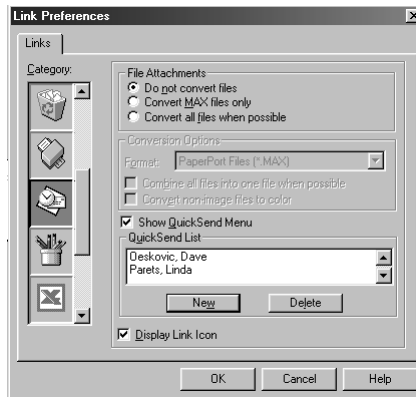 Link Preferences
Links
Category:
File Attachments
Do not convert files
Convert MAX files only
Convert all files when possible
Conversion Options
Format: PaperPort Files (*.MAX)
Combine all files into one file when possible
Convert non-image files to color
Show QuickSend Menu
QuickSend List
Oeskovic, Dave
Parets, Linda
New Delete
Display Link Icon
OK Cancel Help